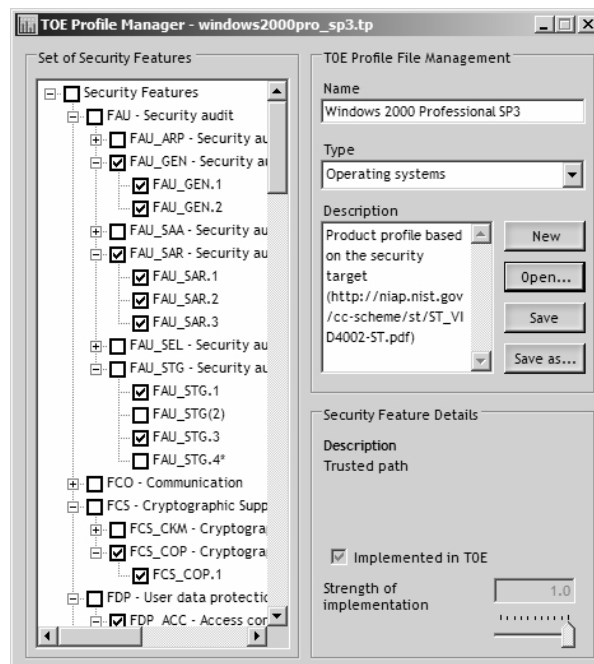 TOE Profile Manager - windows2000pro_sp3.tp
Set of Security Features
Security Features
FAU - Security audit
FAU_ARP - Security au
FAU_GEN - Security au
FAU_GEN.1
FAU_GEN.2
FAU_SAA - Security au
FAU_SAR - Security au
FAU_SAR.1
FAU_SAR.2
FAU_SAR.3
FAU_SEL - Security au
FAU_STG - Security au
FAU_STG.1
FAU_STG(2)
FAU_STG.3
FAU_STG.4*
FCO - Communication
FCS - Cryptographic Supp
FCS_CKM - Cryptogra
FCS_COP - Cryptogra
FCS_COP.1
FDP - User data protectic
FDP_ACC - Access cor
TOE Profile File Management
Name
Windows 2000 Professional SP3
Type
Operating systems
Description
Product profile based
on the security
target
(http://niap.nist.gov
/cc-scheme/st/ST_VI
D4002-ST.pdf)
New
Open...
Save
Save as...
Security Feature Details
Description
Trusted path
Implemented in TOE
Strength of
implementation
1.0